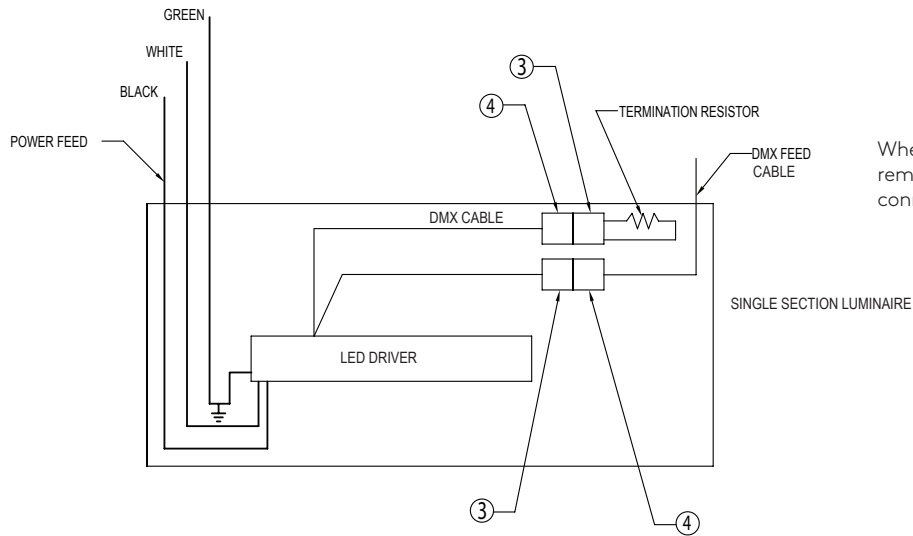 GREEN
WHITE
BLACK
POWER FEED
3
4
TERMINATION RESISTOR
DMX FEED
CABLE
DMX CABLE
LED DRIVER
SINGLE SECTION LUMINAIRE
3
4